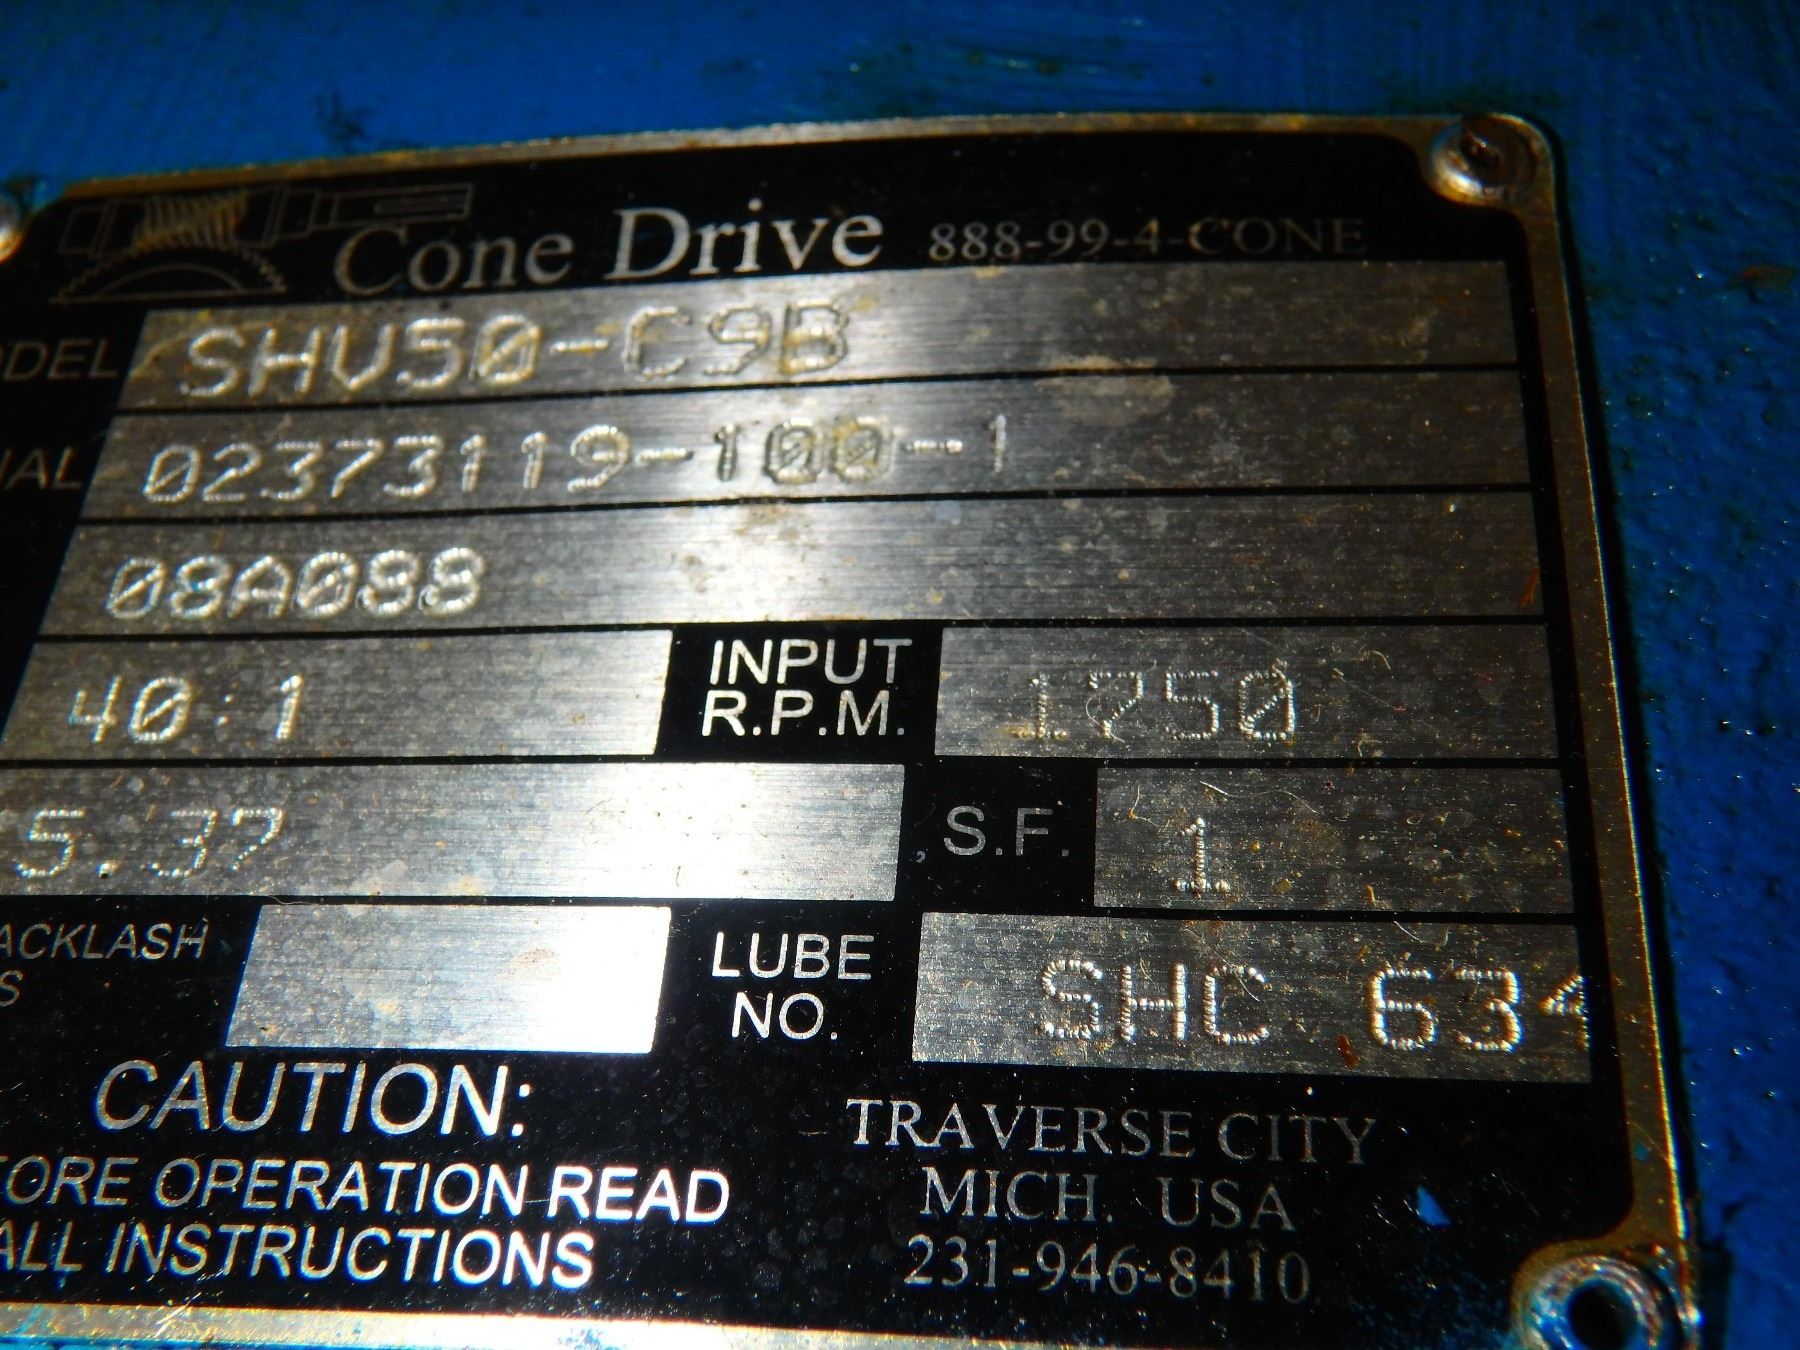 Cone Drive 888-99-4-CONE
ODEL SHV50-C9B
IAL 02373119-100-1
08A088
40:1 INPUT R.P.M. 1750
5.37 S.F. 1
ACKLASH
S
LUBE NO. SHC 634
CAUTION:
ORE OPERATION READ
ALL INSTRUCTIONS
TRAVERSE CITY
MICH. USA
231-946-8410